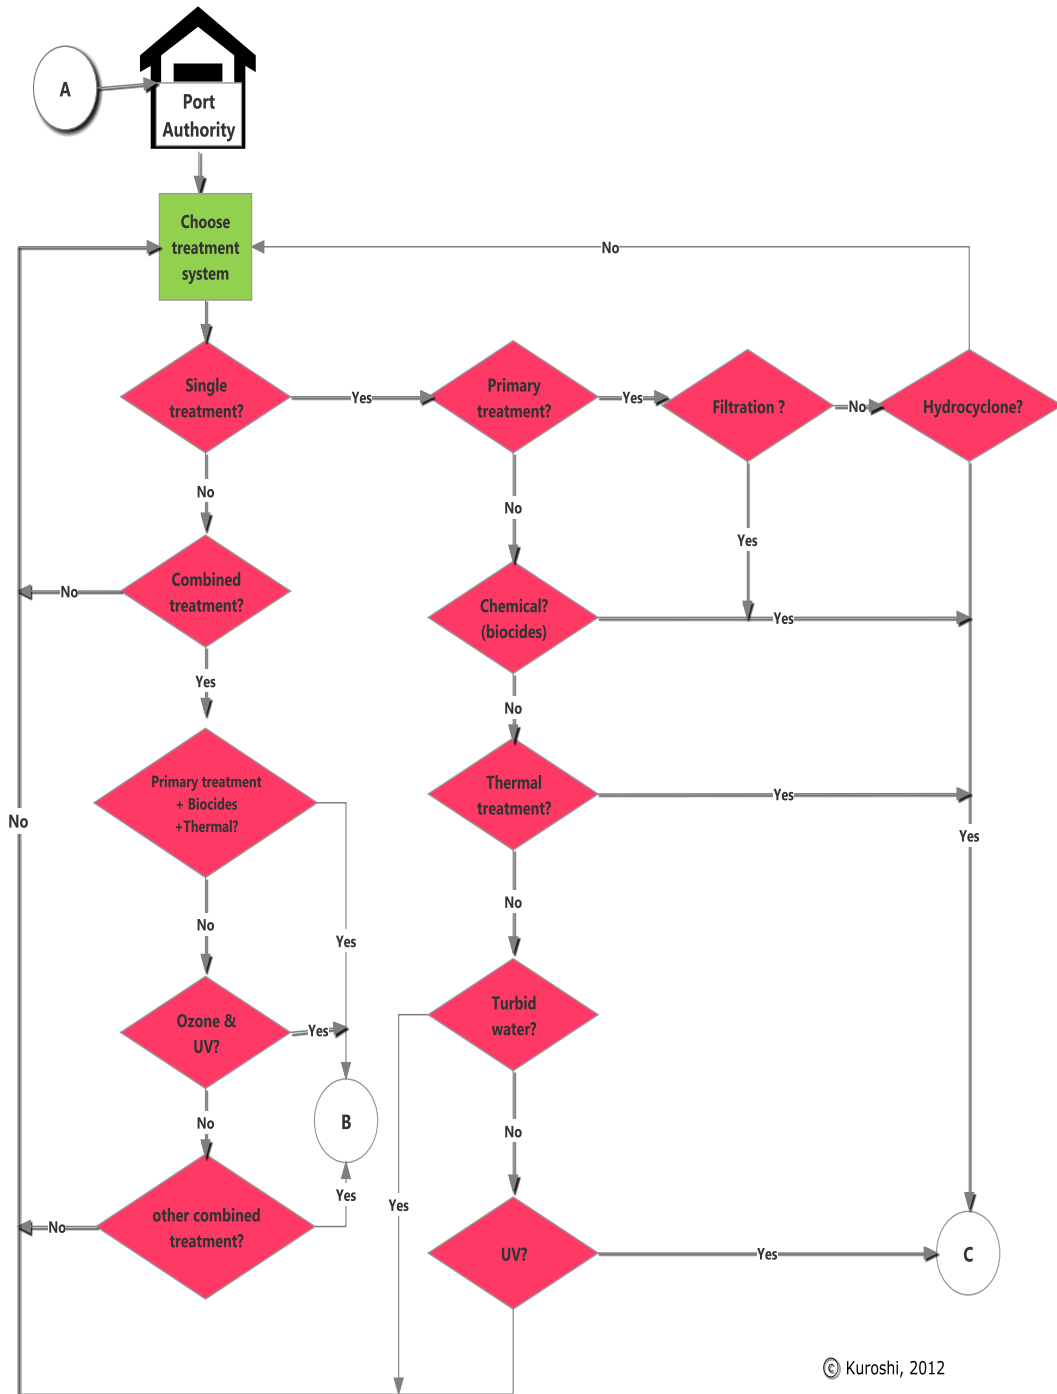 A
Port
Authority
Choose
treatment
system
No
Single
treatment?
Yes
Primary
treatment?
Yes
Filtration ?
No
Hydrocyclone?
No
No
Yes
Combined
treatment?
No
Chemical?
(biocides)
Yes
Yes
No
Primary treatment
+ Biocides
+Thermal?
Thermal
treatment?
Yes
No
Yes
No
No
Yes
Ozone &
UV?
Yes
Turbid
water?
No
B
No
Yes
Yes
other combined
treatment?
No
UV?
Yes
C
© Kuroshi, 2012